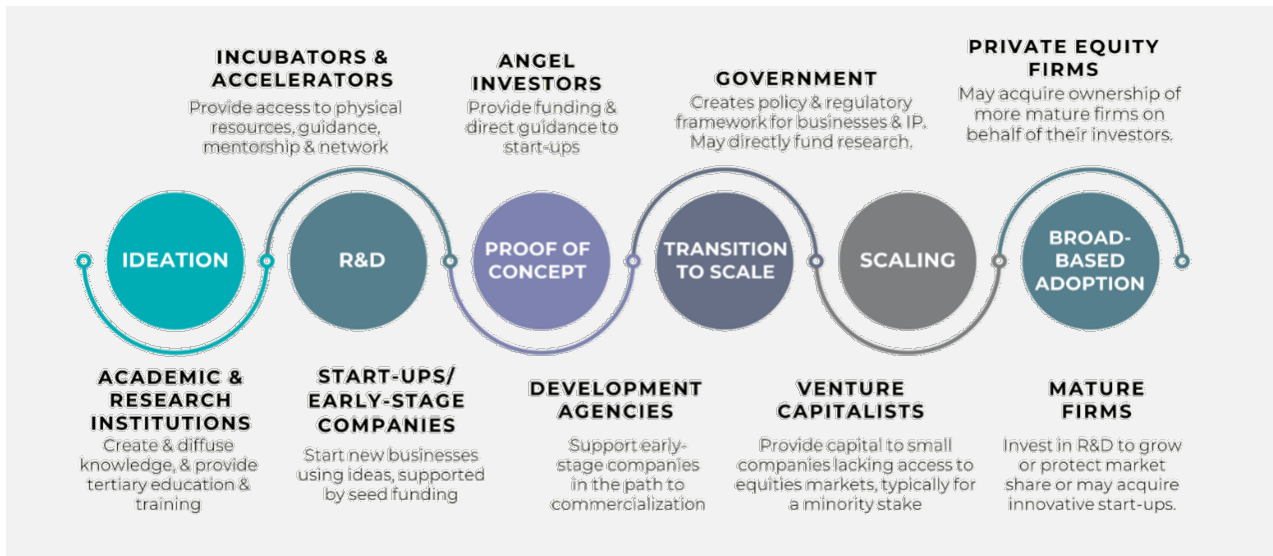 INCUBATORS &
ACCELERATORS
Provide access to physical
resources, guidance,
mentorship & network
ANGEL
INVESTORS
Provide funding &
direct guidance to
start-ups
GOVERNMENT
Creates policy & regulatory
framework for businesses & IP.
May directly fund research.
PRIVATE EQUITY
FIRMS
May acquire ownership of
more mature firms on
behalf of their investors.
IDEATION
R&D
PROOF OF
CONCEPT
TRANSITION
TO SCALE
SCALING
BROAD-
BASED
ADOPTION
ACADEMIC &
RESEARCH
INSTITUTIONS
Create & diffuse
knowledge, & provide
tertiary education &
training
START-UPS/
EARLY-STAGE
COMPANIES
Start new businesses
using ideas, supported
by seed funding
DEVELOPMENT
AGENCIES
Support early-
stage companies
in the path to
commercialization
VENTURE
CAPITALISTS
Provide capital to small
companies lacking access to
equities markets, typically for
a minority stake
MATURE
FIRMS
Invest in R&D to grow
or protect market
share or may acquire
innovative start-ups.